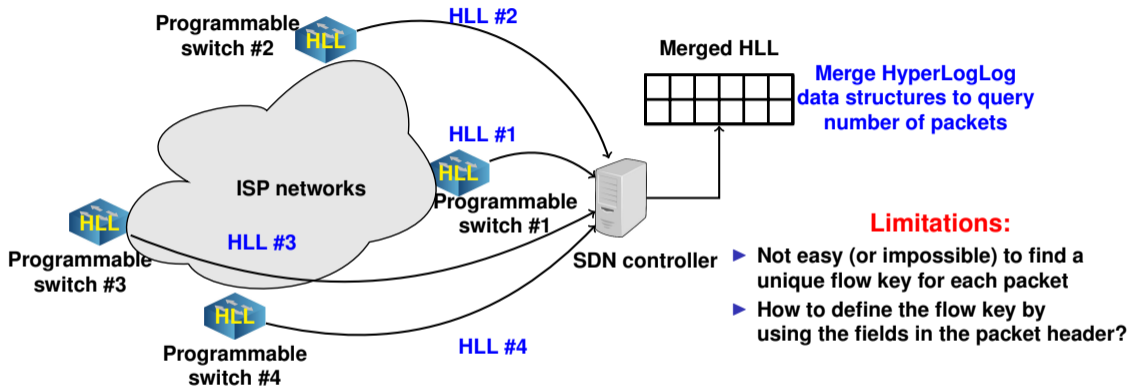 Programmable
switch #2
HLL
HLL #2
Merged HLL
Merge HyperLogLog
data structures to query
number of packets
HLL #1
HLL
Programmable
switch #1
ISP networks
HLL
Programmable
switch #3
HLL #3
SDN controller
HLL
Programmable
switch #4
HLL #4
Limitations:
Not easy (or impossible) to find a
unique flow key for each packet
How to define the flow key by
using the fields in the packet header?